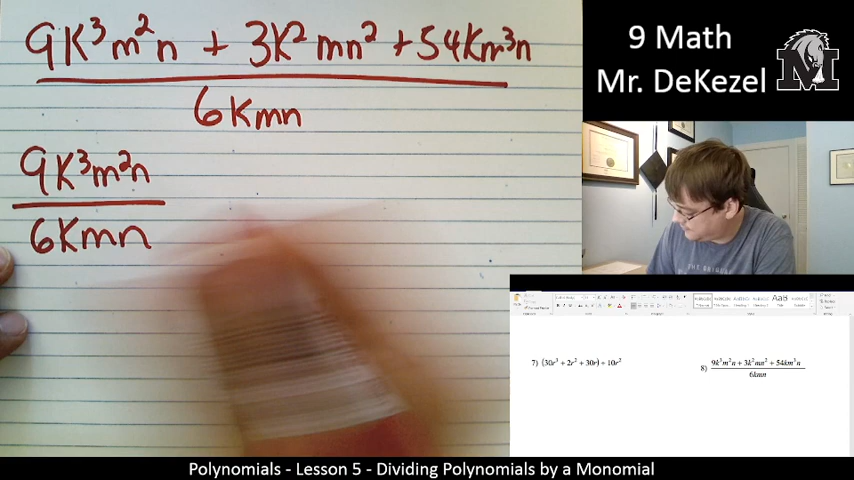 9k³m²n + 3k²mn² + 54km³n
6kmn
9k³m²n
6kmn
9 Math
Mr. DeKezel
M
7) (30r³ + 2r² + 30r) ÷ 10r²
8) 9k³m²n + 3k²mn² + 54km³n
6kmn
Polynomials - Lesson 5 - Dividing Polynomials by a Monomial